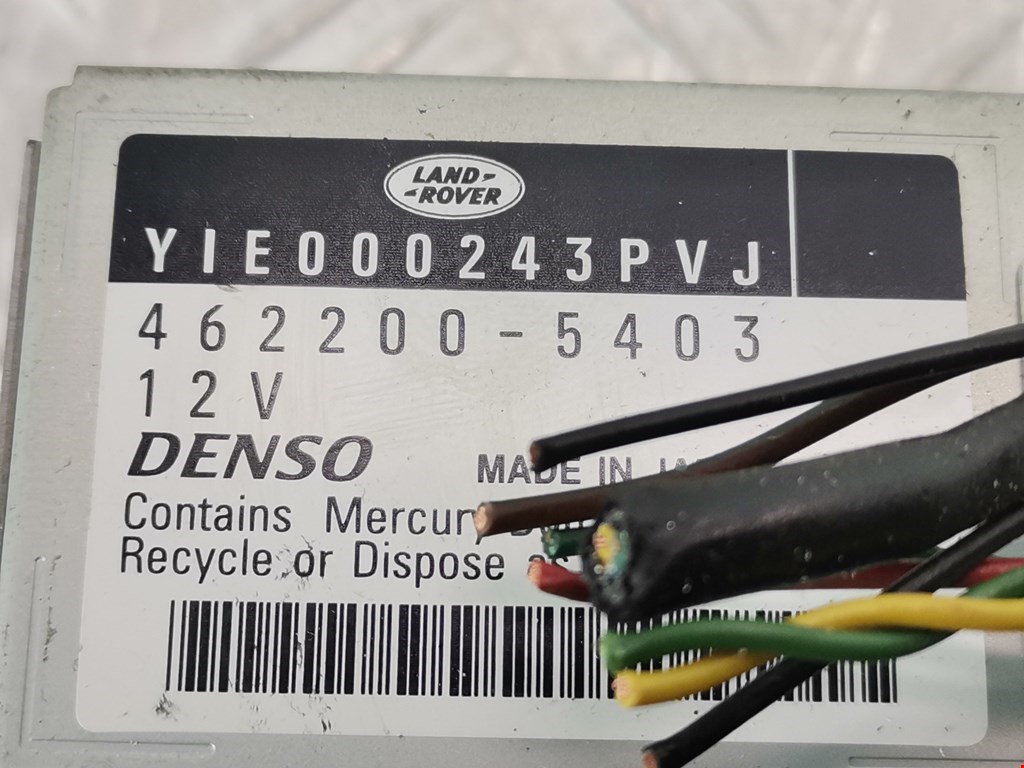 LAND-
-ROVER
YIE000243PVJ
462200-5403
12V
DENSO MADE IN
Contains
Recycle or Dispose